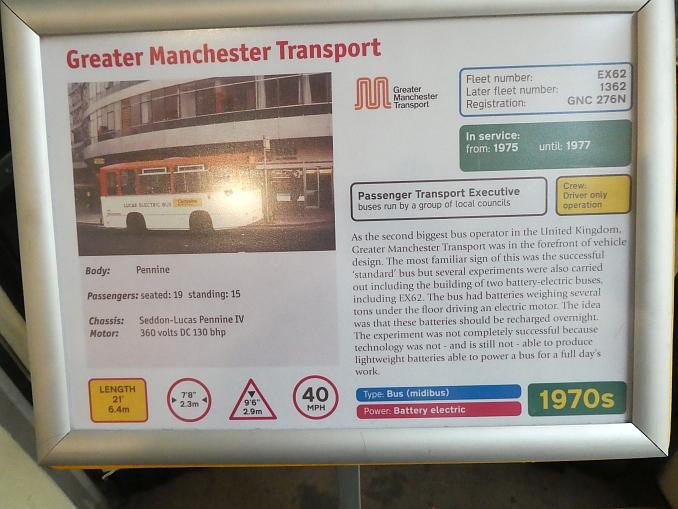 Greater Manchester Transport
LUCAS ELECTRIC BUS
Greater
Manchester
Transport
Fleet number: EX62
Later fleet number: 1362
Registration: GNC 276N
In service:
from: 1975 until: 1977
Passenger Transport Executive
buses run by a group of local councils
Crew:
Driver only
operation
As the second biggest bus operator in the United Kingdom,
Greater Manchester Transport was in the forefront of vehicle
design. The most familiar sign of this was the successful
'standard' bus but several experiments were also carried
out including the building of two battery-electric buses,
including EX62. The bus had batteries weighing several
tons under the floor driving an electric motor. The idea
was that these batteries should be recharged overnight.
The experiment was not completely successful because
technology was not - and is still not - able to produce
lightweight batteries able to power a bus for a full day's
work.
Body: Pennine
Passengers: seated: 19 standing: 15
Chassis: Seddon-Lucas Pennine IV
Motor: 360 volts DC 130 bhp
LENGTH
21'
6.4m
7'8"
2.3m
9'6"
2.9m
40
MPH
Type: Bus (midibus)
Power: Battery electric
1970s